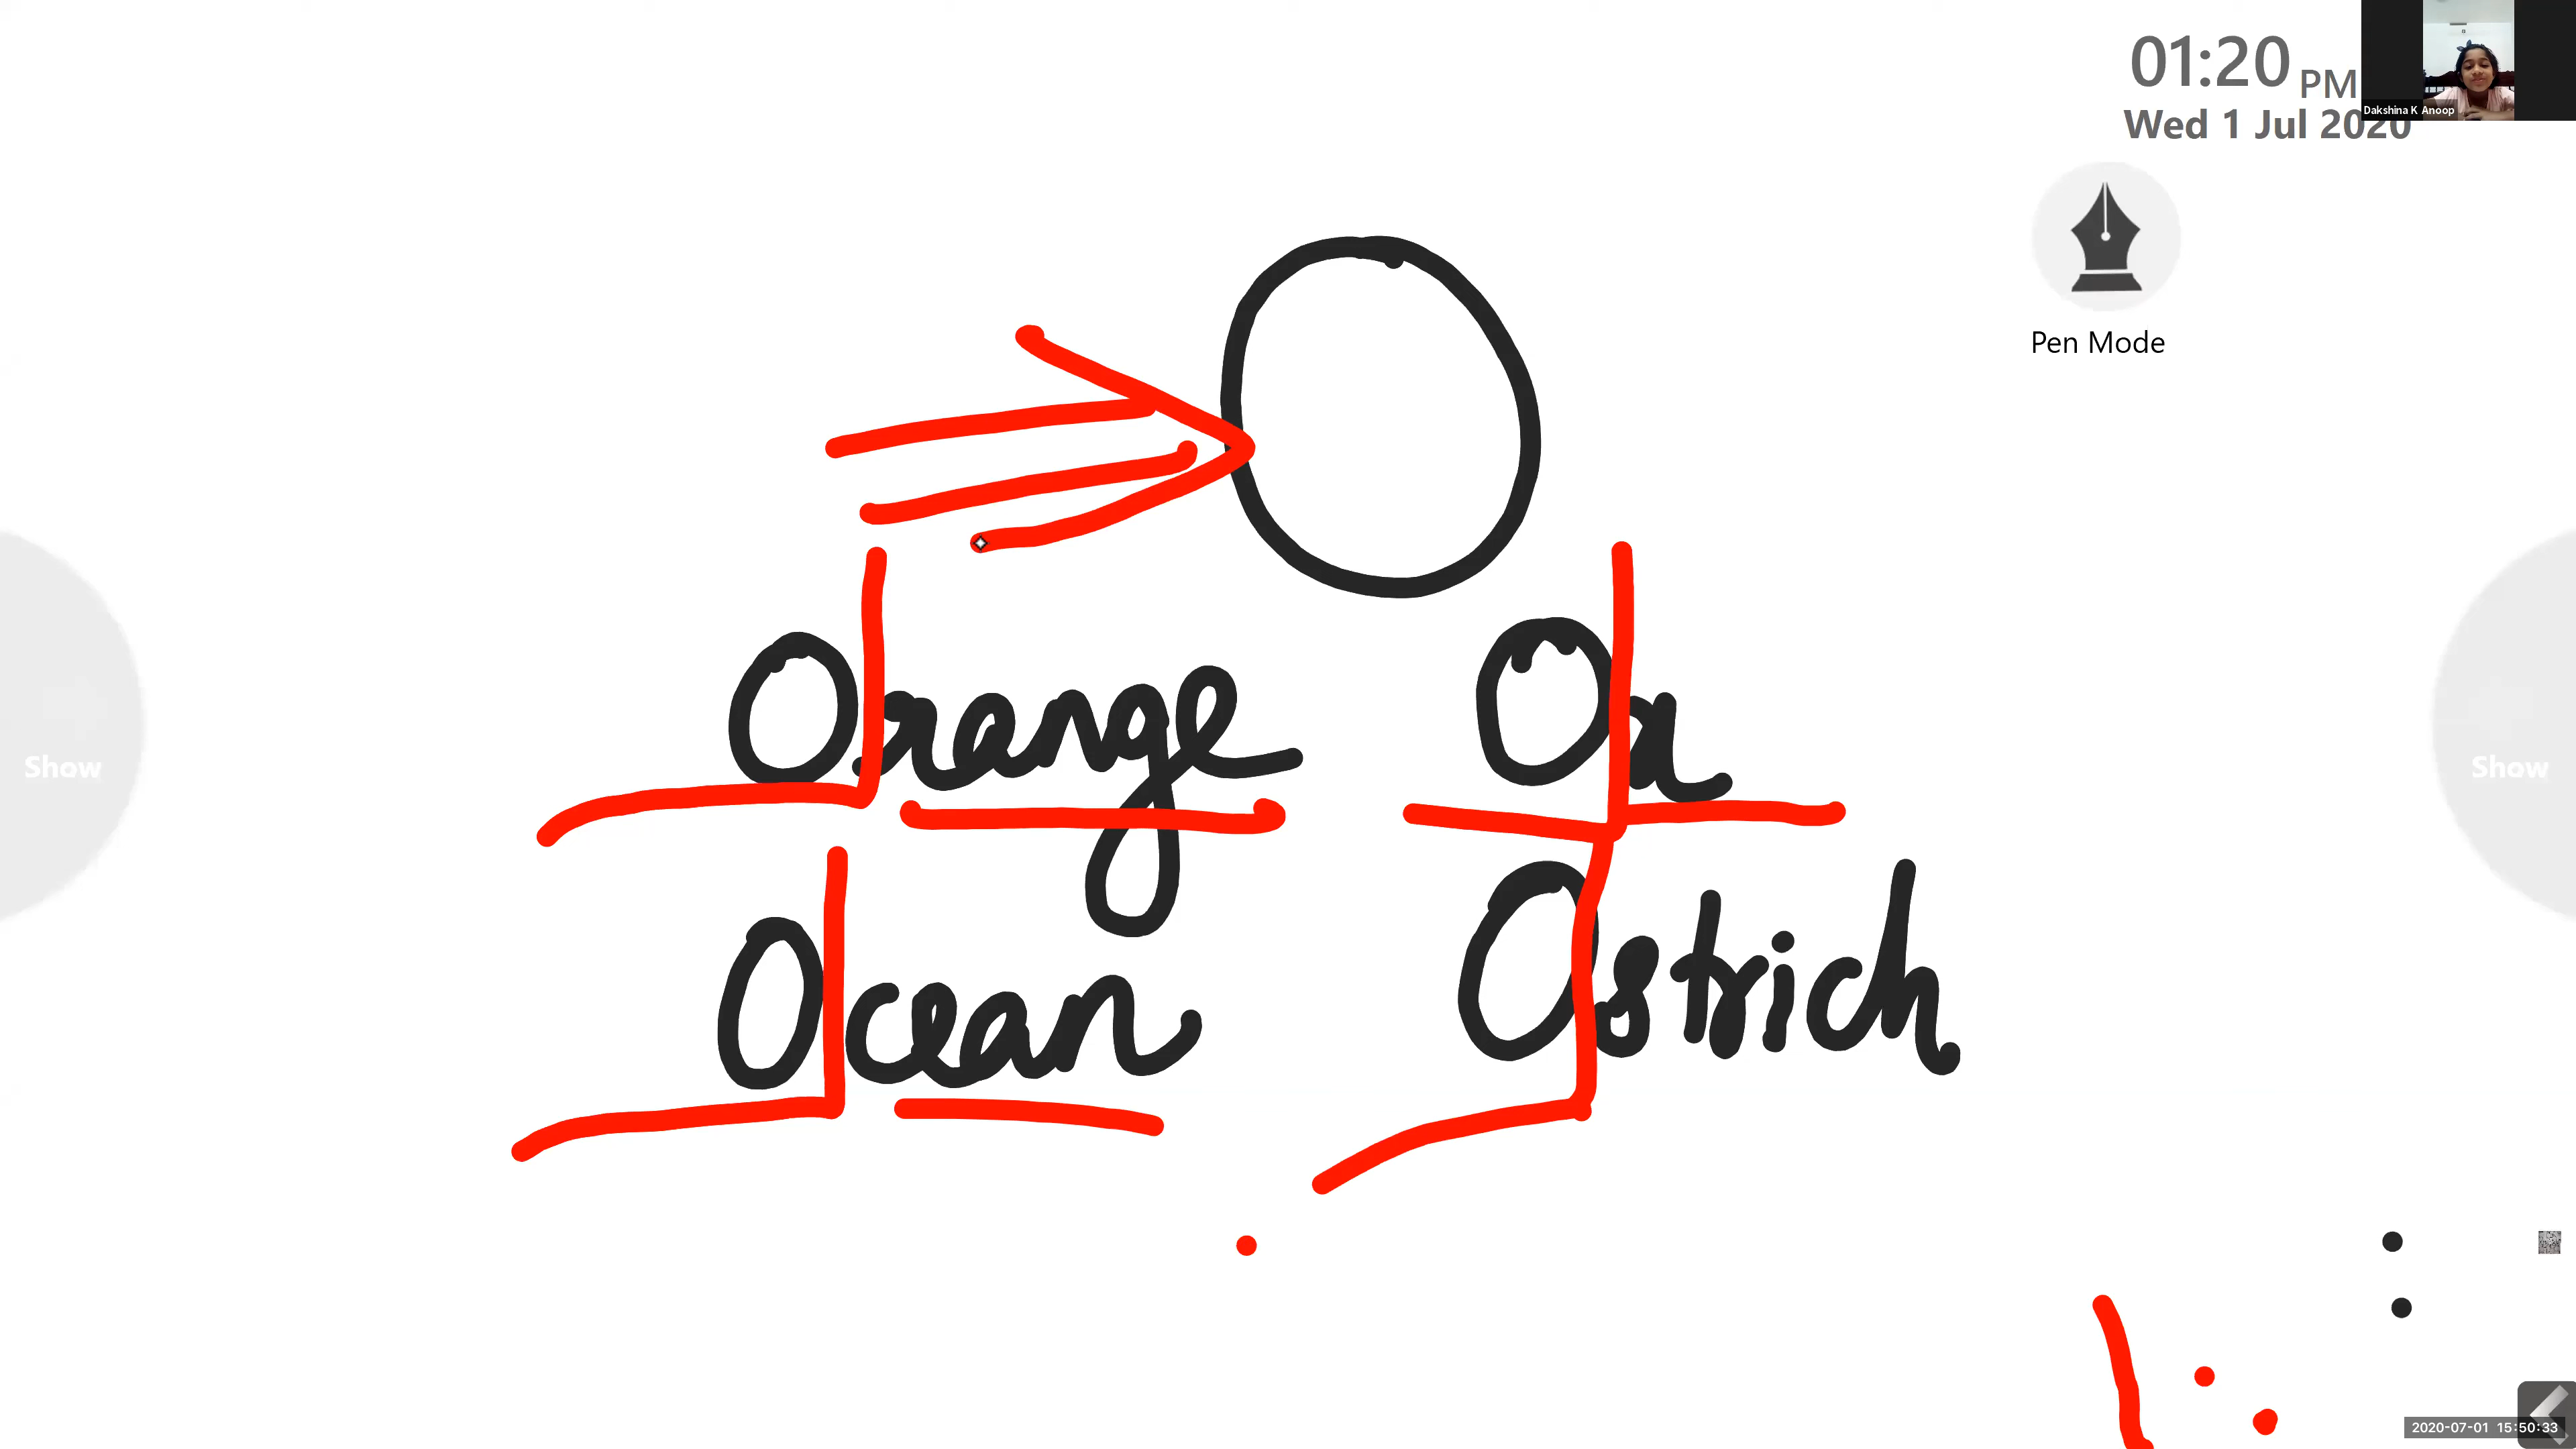 01:20 PM
Wed 1 Jul 2020
Dakshina K Anoop
Pen Mode
O
Orange Ox
Show Show
Ocean Ostrich
2020-07-01 15:50:33